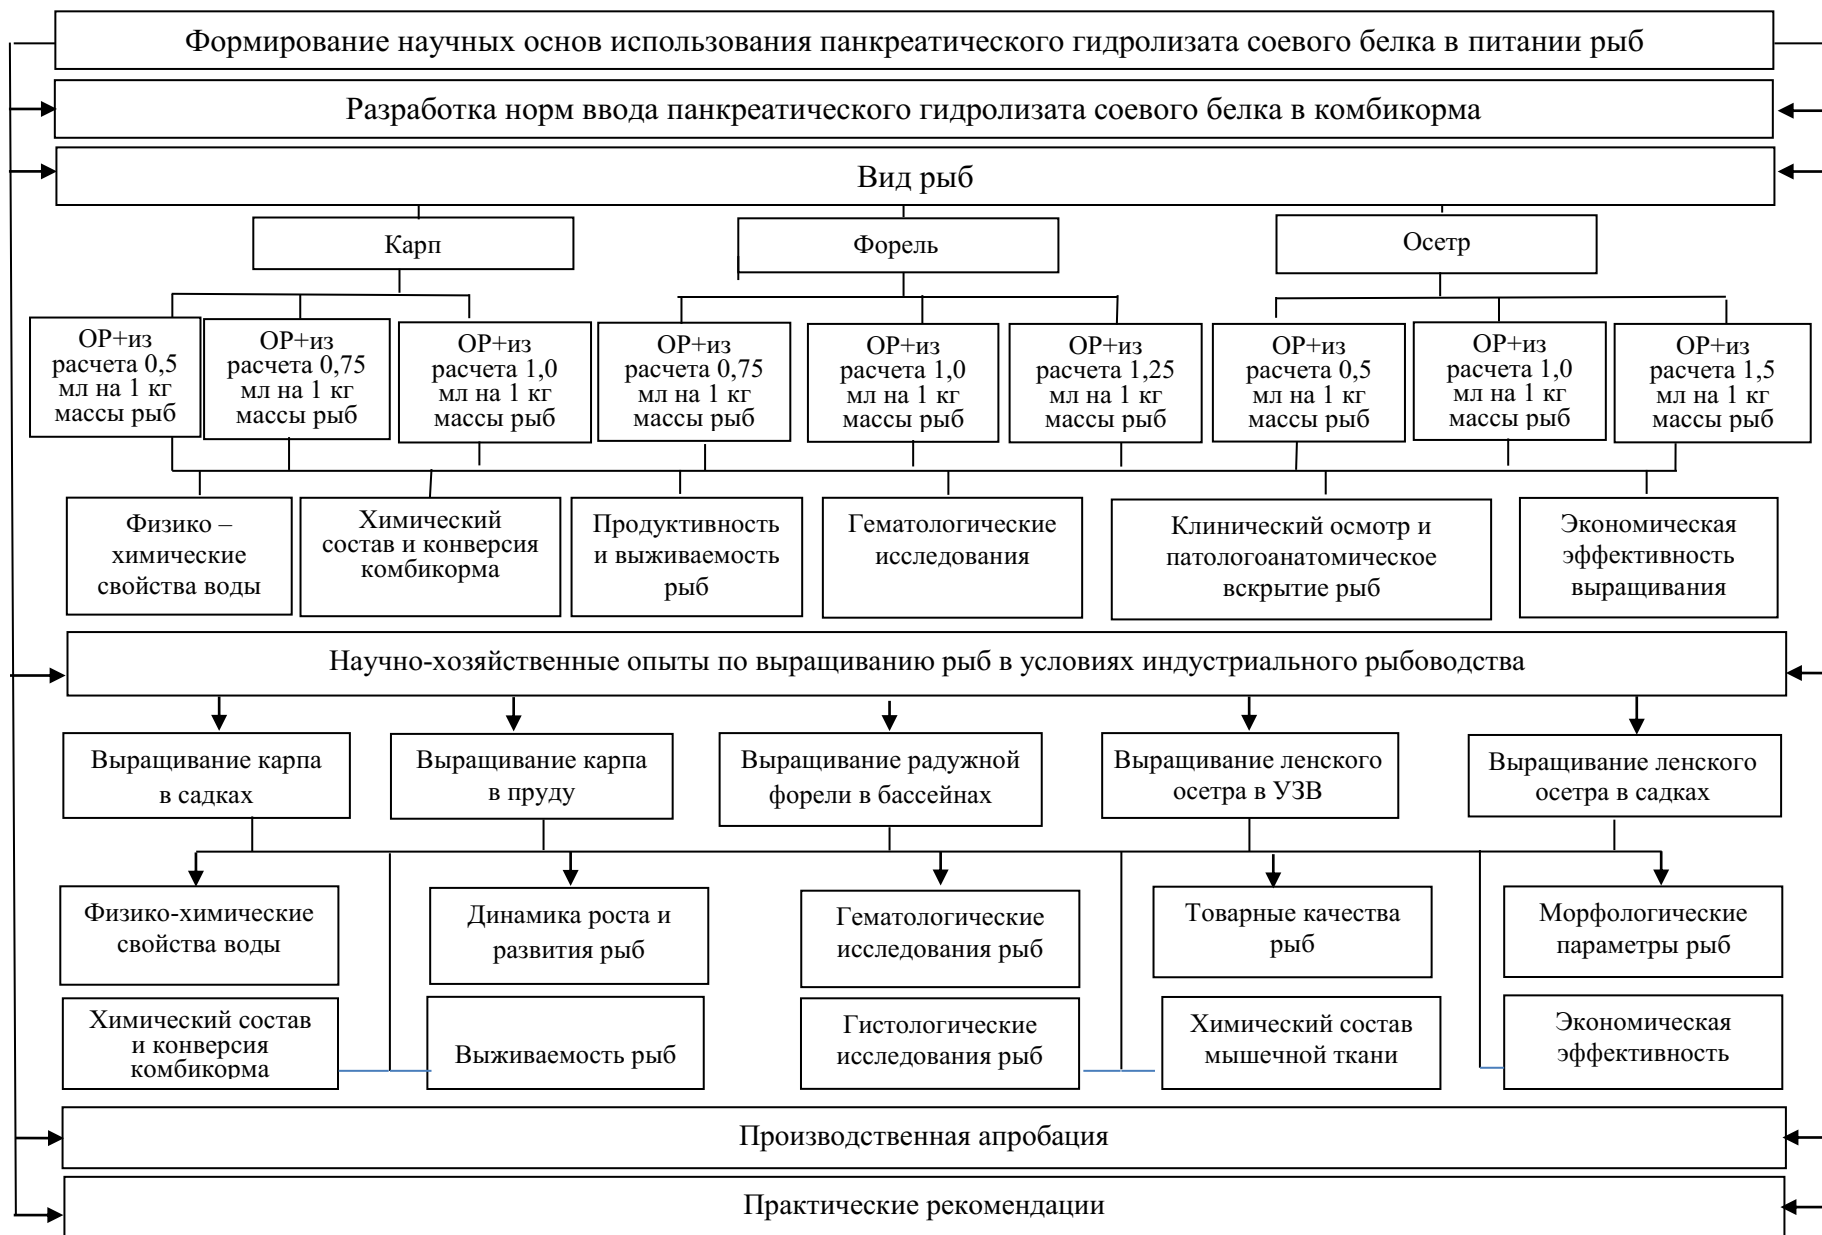 Формирование научных основ использования панкреатического гидролизата соевого белка в питании рыб
Разработка норм ввода панкреатического гидролизата соевого белка в комбикорма
Вид рыб
Карп
Форель
Осетр
ОР+из
расчета 0,5
мл на 1 кг
массы рыб
ОР+из
расчета 0,75
мл на 1 кг
массы рыб
ОР+из
расчета 1,0
мл на 1 кг
массы рыб
ОР+из
расчета 0,75
мл на 1 кг
массы рыб
ОР+из
расчета 1,0
мл на 1 кг
массы рыб
ОР+из
расчета 1,25
мл на 1 кг
массы рыб
ОР+из
расчета 0,5
мл на 1 кг
массы рыб
ОР+из
расчета 1,0
мл на 1 кг
массы рыб
ОР+из
расчета 1,5
мл на 1 кг
массы рыб
Физико –
химические
свойства воды
Химический
состав и конверсия
комбикорма
Продуктивность
и выживаемость
рыб
Гематологические
исследования
Клинический осмотр и
патологоанатомическое
вскрытие рыб
Экономическая
эффективность
выращивания
Научно-хозяйственные опыты по выращиванию рыб в условиях индустриального рыбоводства
Выращивание карпа
в садках
Выращивание карпа
в пруду
Выращивание радужной
форели в бассейнах
Выращивание ленского
осетра в УЗВ
Выращивание ленского
осетра в садках
Физико-химические
свойства воды
Динамика роста и
развития рыб
Гематологические
исследования рыб
Товарные качества
рыб
Морфологические
параметры рыб
Химический состав
и конверсия
комбикорма
Выживаемость рыб
Гистологические
исследования рыб
Химический состав
мышечной ткани
Экономическая
эффективность
Производственная апробация
Практические рекомендации